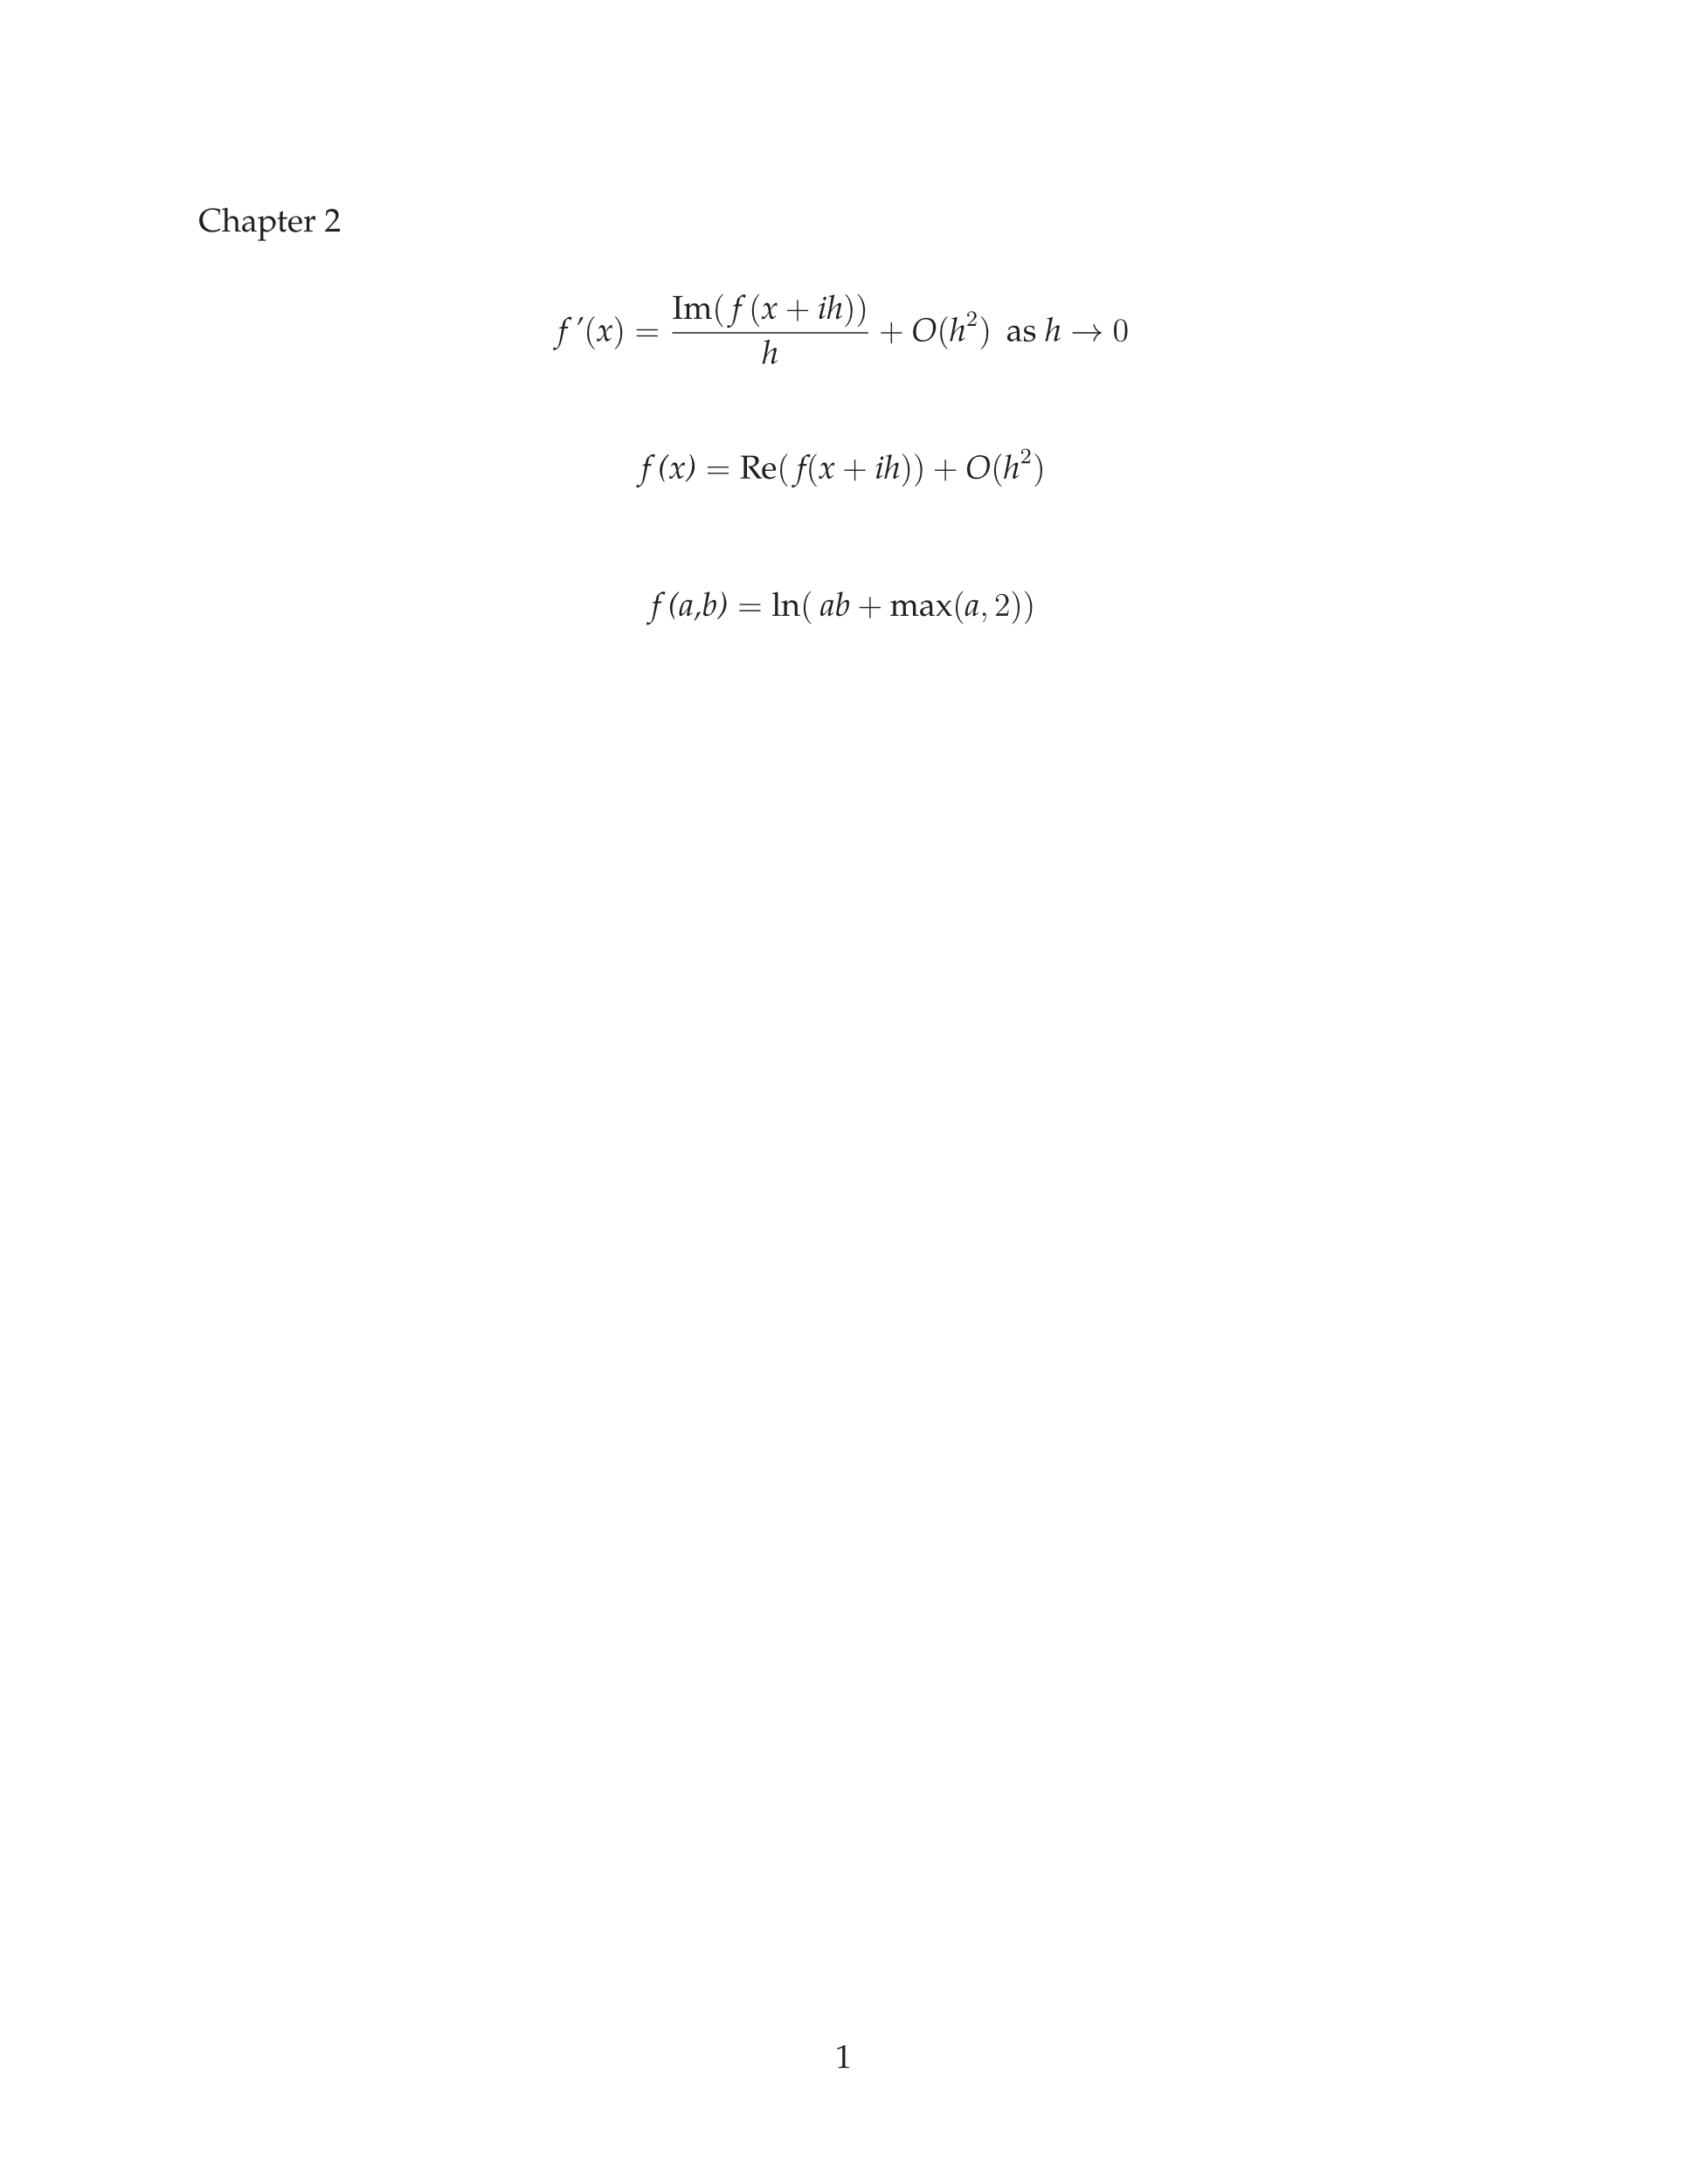 Chapter 2
f ′(x) = Im( f (x + ih)) / h + O(h²) as h → 0
f (x) = Re( f(x + ih)) + O(h²)
f (a,b) = ln( ab + max(a, 2))
1